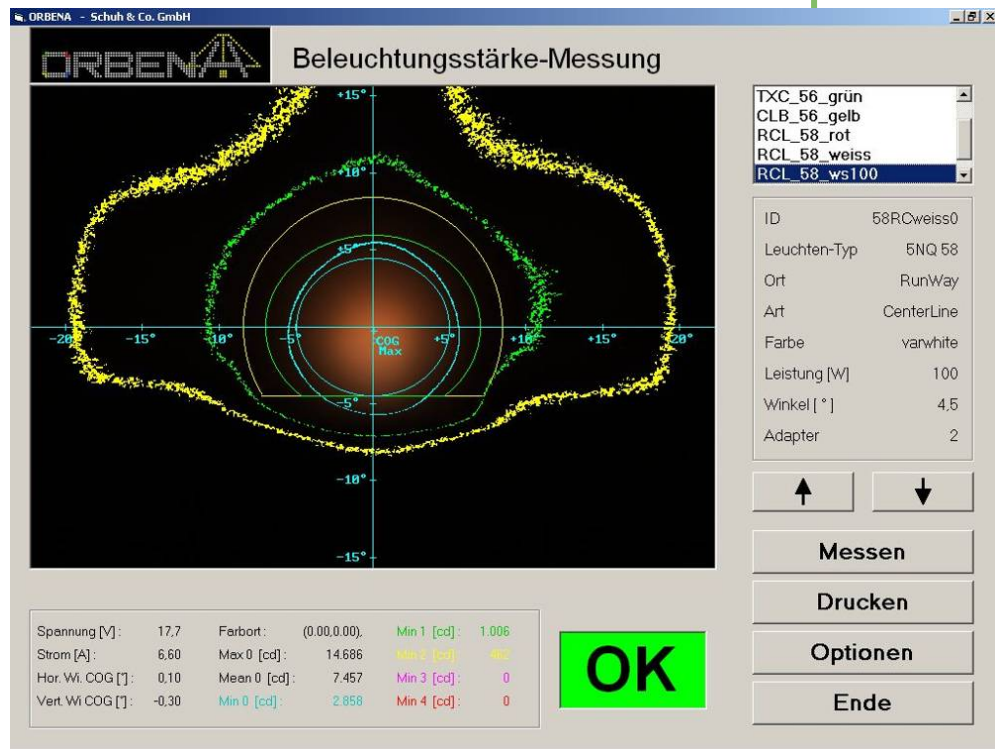 ORBENA - Schuh & Co. GmbH
ORBENA
Beleuchtungsstärke-Messung
TXC_56_grün
CLB_56_gelb
RCL_58_rot
RCL_58_weiss
RCL_58_ws100
+15°
+10°
+5°
-20° -15° -5° +5° +15° 20°
COG
Max
-5°
-10°
-15°
ID 58RCweiss0
Leuchten-Typ 5NQ 58
Ort RunWay
Art CenterLine
Farbe varwhite
Leistung [W] 100
Winkel [ ° ] 4,5
Adapter 2
Messen
Drucken
Optionen
Ende
Spannung [V] : 17,7 Farbort : (0.00,0.00), Min 1 [cd] : 1.006
Strom [A] : 6,60 Max 0 [cd] : 14.686 Min 2 [cd] : 462
Hor. Wi. COG [°] : 0,10 Mean 0 [cd] : 7.457 Min 3 [cd] : 0
Vert. Wi COG [°] : -0,30 Min 0 [cd] : 2.858 Min 4 [cd] : 0
OK